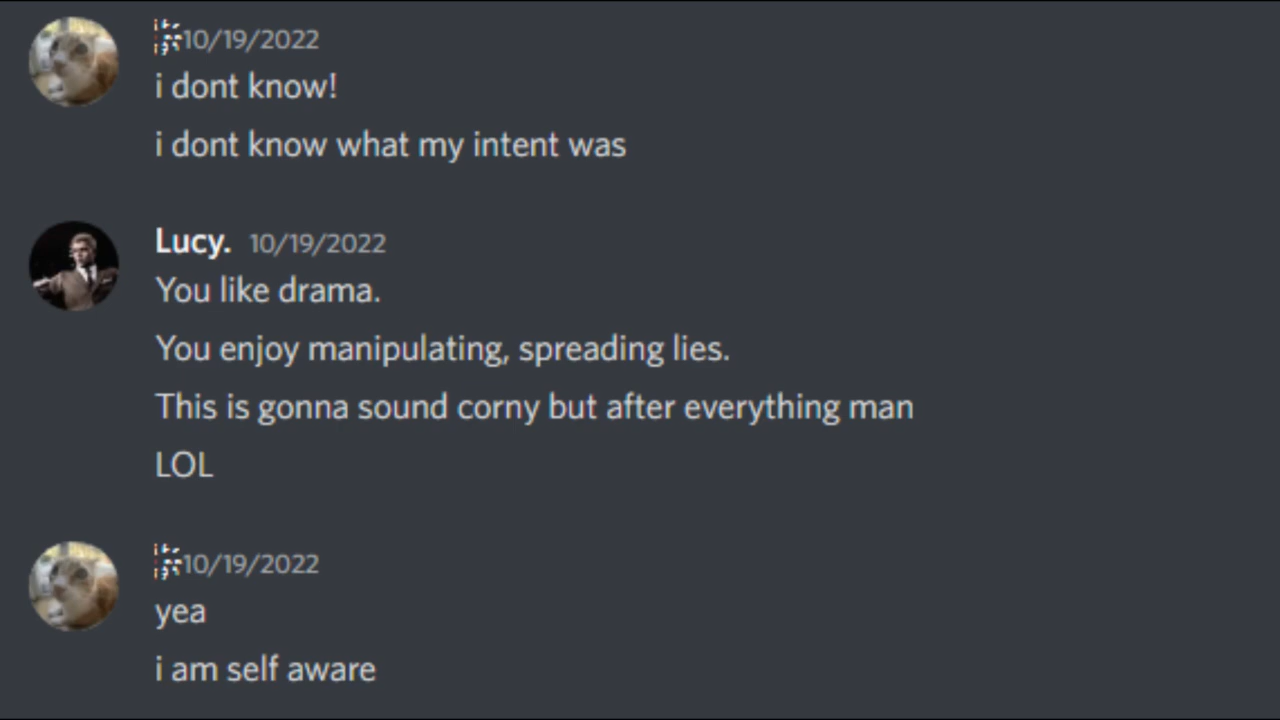 10/19/2022
i dont know!
i dont know what my intent was
Lucy. 10/19/2022
You like drama.
You enjoy manipulating, spreading lies.
This is gonna sound corny but after everything man
LOL
10/19/2022
yea
i am self aware